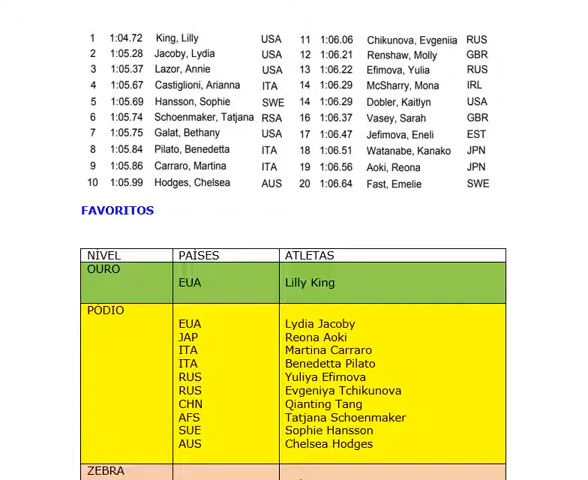 1 1:04.72 King, Lilly USA 11 1:06.06 Chikunova, Evgeniia RUS
2 1:05.28 Jacoby, Lydia USA 12 1:06.21 Renshaw, Molly GBR
3 1:05.37 Lazor, Annie USA 13 1:06.22 Efimova, Yulia RUS
4 1:05.67 Castiglioni, Arianna ITA 14 1:06.29 McSharry, Mona IRL
5 1:05.69 Hansson, Sophie SWE 14 1:06.29 Dobler, Kaitlyn USA
6 1:05.74 Schoenmaker, Tatjana RSA 16 1:06.37 Vasey, Sarah GBR
7 1:05.75 Galat, Bethany USA 17 1:06.47 Jefimova, Eneli EST
8 1:05.84 Pilato, Benedetta ITA 18 1:06.51 Watanabe, Kanako JPN
9 1:05.86 Carraro, Martina ITA 19 1:06.56 Aoki, Reona JPN
10 1:05.99 Hodges, Chelsea AUS 20 1:06.64 Fast, Emelie SWE
FAVORITOS
NÍVEL PAÍSES ATLETAS
OURO
EUA Lilly King
PÓDIO
EUA Lydia Jacoby
JAP Reona Aoki
ITA Martina Carraro
ITA Benedetta Pilato
RUS Yuliya Efimova
RUS Evgeniya Tchikunova
CHN Qianting Tang
AFS Tatjana Schoenmaker
SUE Sophie Hansson
AUS Chelsea Hodges
ZEBRA